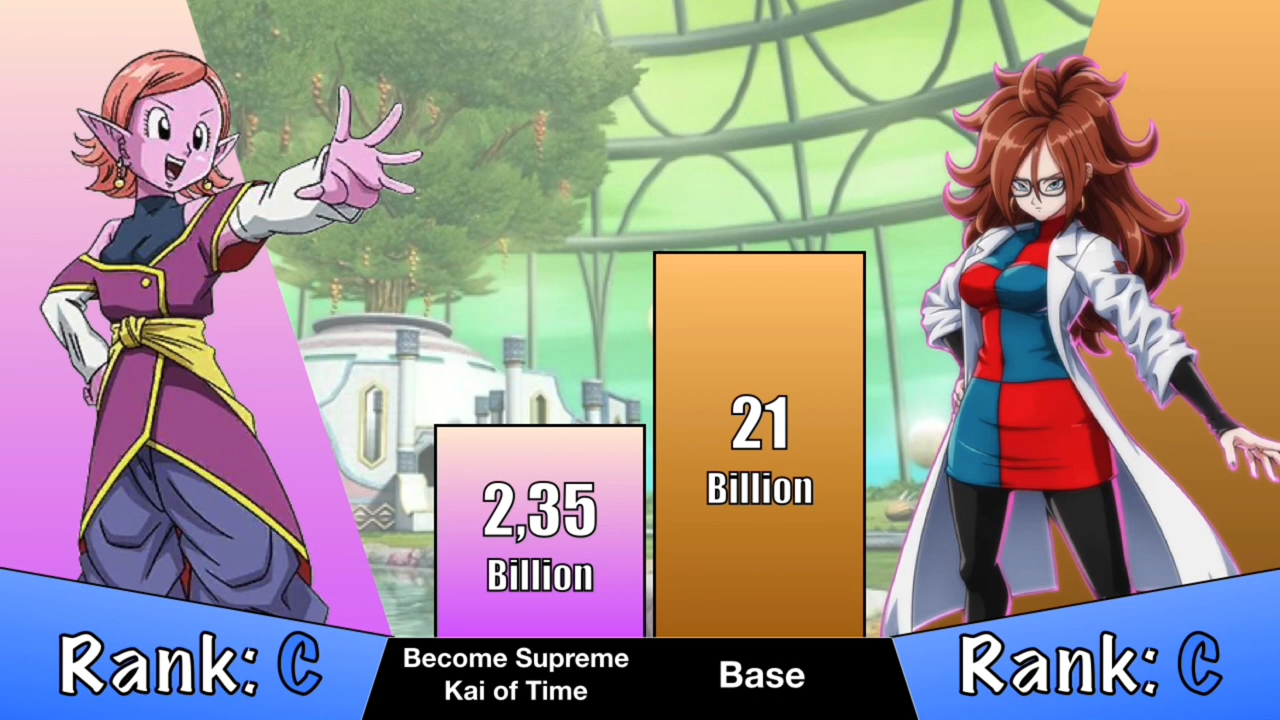 2,35
Billion
21
Billion
Become Supreme
Kai of Time
Base
Rank: C
Rank: C